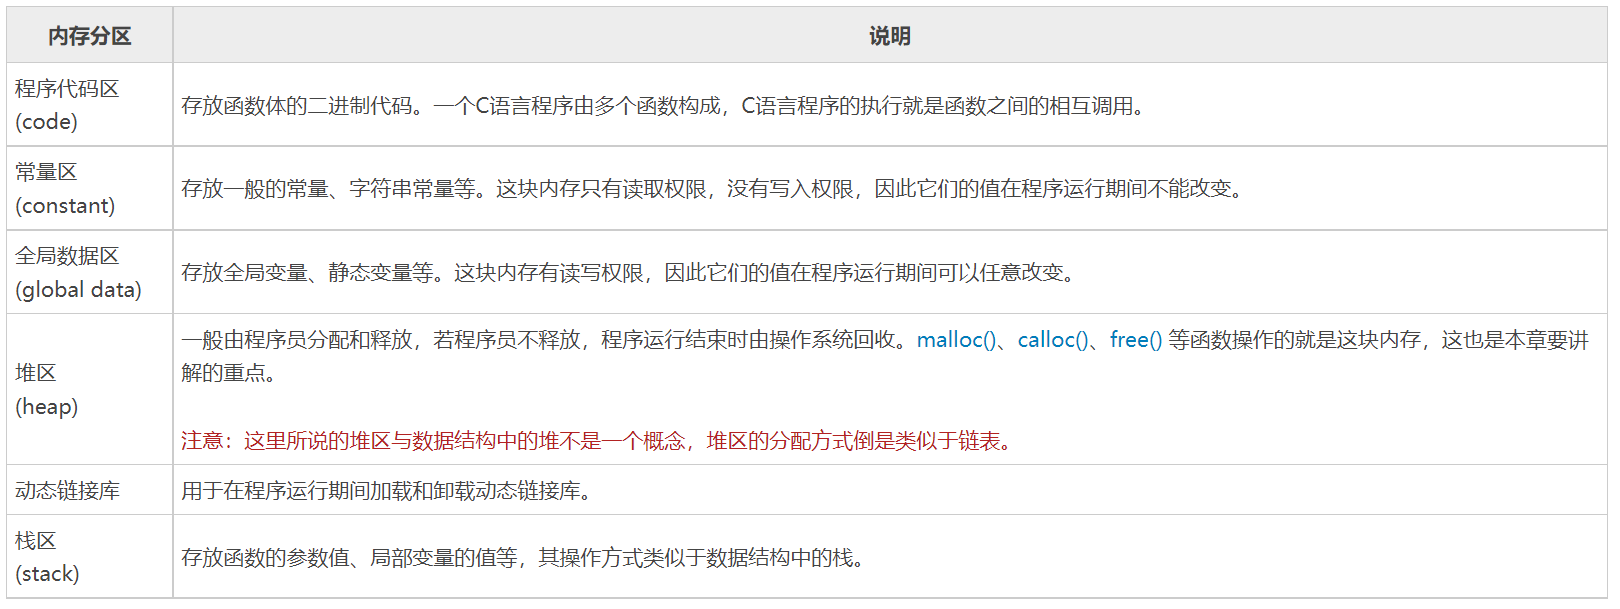 内存分区
说明
程序代码区
(code)
存放函数体的二进制代码。一个C语言程序由多个函数构成，C语言程序的执行就是函数之间的相互调用。
常量区
(constant)
存放一般的常量、字符串常量等。这块内存只有读取权限，没有写入权限，因此它们的值在程序运行期间不能改变。
全局数据区
(global data)
存放全局变量、静态变量等。这块内存有读写权限，因此它们的值在程序运行期间可以任意改变。
堆区
(heap)
一般由程序员分配和释放，若程序员不释放，程序运行结束时由操作系统回收。malloc()、calloc()、free() 等函数操作的就是这块内存，这也是本章要讲
解的重点。
注意：这里所说的堆区与数据结构中的堆不是一个概念，堆区的分配方式倒是类似于链表。
动态链接库
用于在程序运行期间加载和卸载动态链接库。
栈区
(stack)
存放函数的参数值、局部变量的值等，其操作方式类似于数据结构中的栈。